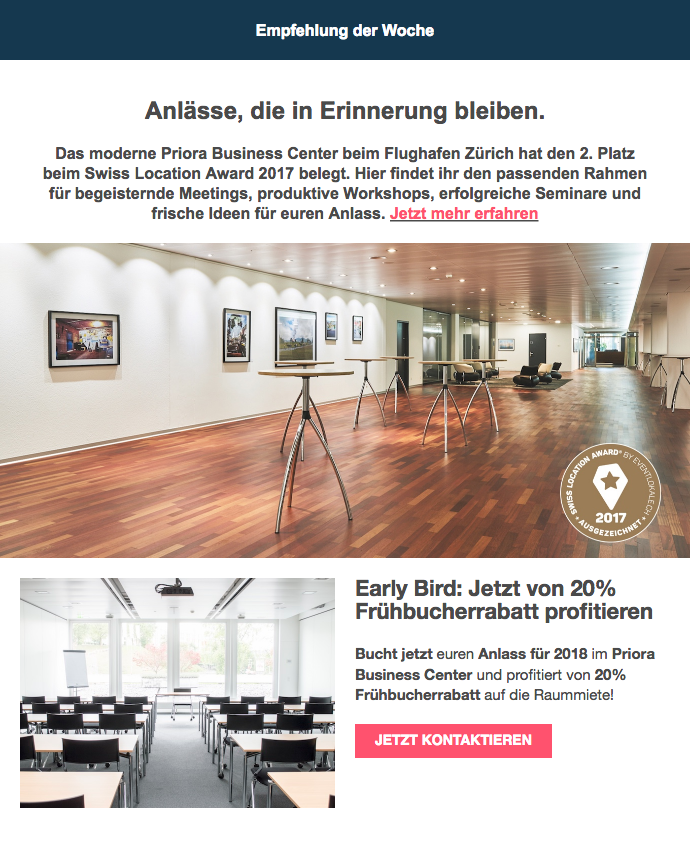 Empfehlung der Woche
Anlässe, die in Erinnerung bleiben.
Das moderne Priora Business Center beim Flughafen Zürich hat den 2. Platz
beim Swiss Location Award 2017 belegt. Hier findet ihr den passenden Rahmen
für begeisternde Meetings, produktive Workshops, erfolgreiche Seminare und
frische Ideen für euren Anlass. Jetzt mehr erfahren
SWISS LOCATION AWARD® BY EVENTLOKALE.CH
2017
• AUSGEZEICHNET •
Early Bird: Jetzt von 20%
Frühbucherrabatt profitieren
Bucht jetzt euren Anlass für 2018 im Priora
Business Center und profitiert von 20%
Frühbucherrabatt auf die Raummiete!
JETZT KONTAKTIEREN